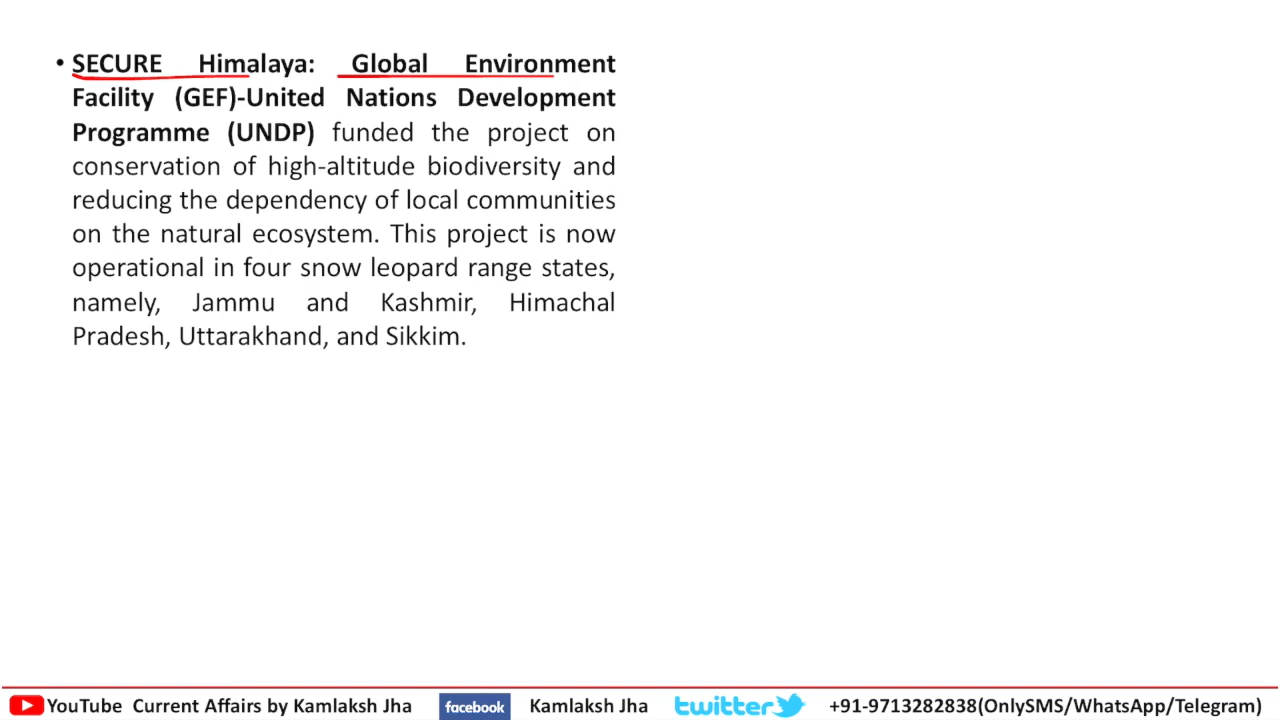 • SECURE Himalaya: Global Environment
Facility (GEF)-United Nations Development
Programme (UNDP) funded the project on
conservation of high-altitude biodiversity and
reducing the dependency of local communities
on the natural ecosystem. This project is now
operational in four snow leopard range states,
namely, Jammu and Kashmir, Himachal
Pradesh, Uttarakhand, and Sikkim.
YouTube Current Affairs by Kamlaksh Jha facebook Kamlaksh Jha twitter +91-9713282838(OnlySMS/WhatsApp/Telegram)